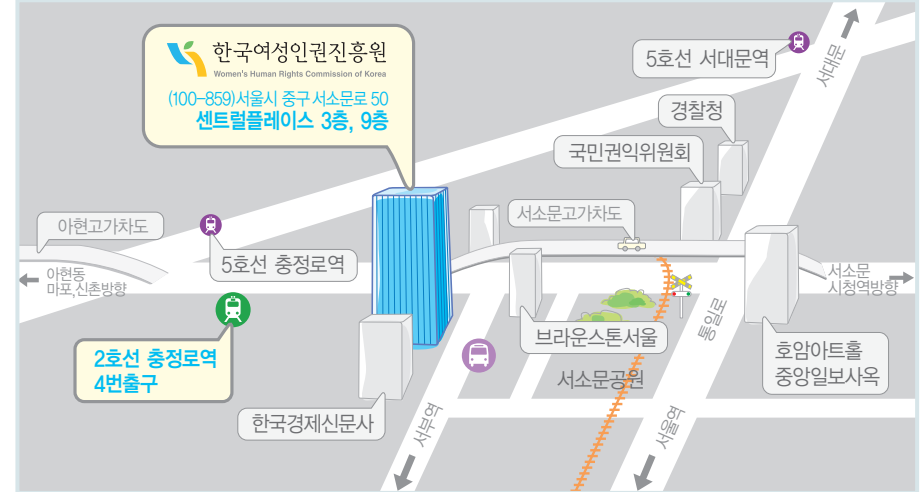 한국여성인권진흥원
Women's Human Rights Commission of Korea
(100-859)서울시 중구 서소문로 50
센트럴플레이스 3층, 9층
5호선 서대문역
서대문
경찰청
국민권익위원회
서소문고가차도
아현고가차도
5호선 충정로역
아현동
마포,신촌방향
서소문
시청역방향
2호선 충정로역
4번출구
브라운스톤서울
통일로
호암아트홀
중앙일보사옥
서소문공원
한국경제신문사
서부역
서울역